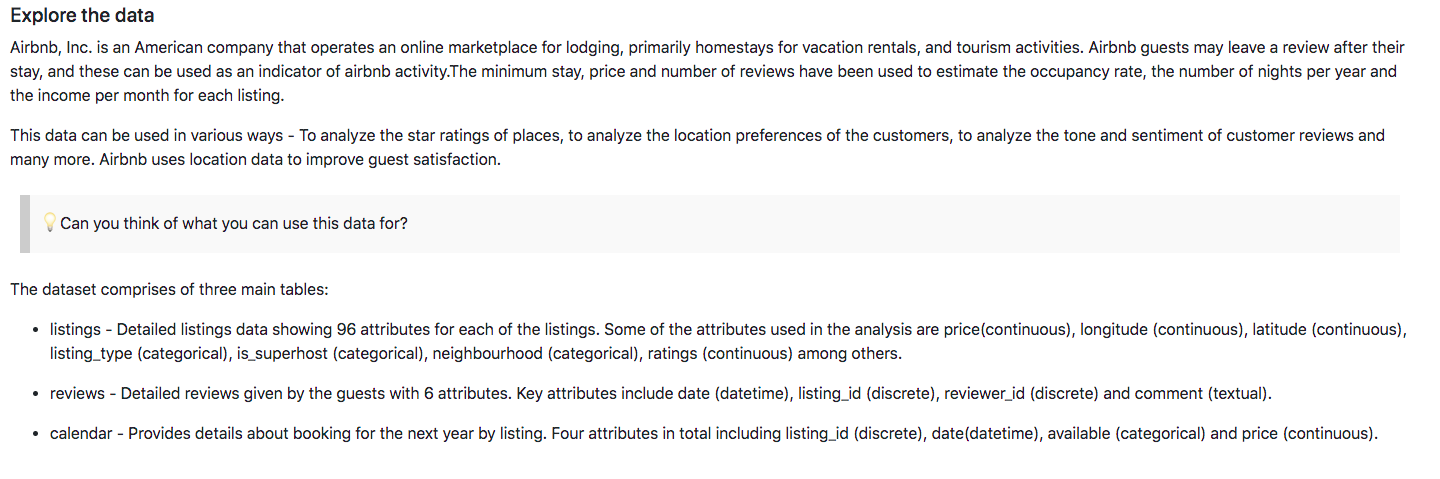 Explore the data
Airbnb, Inc. is an American company that operates an online marketplace for lodging, primarily homestays for vacation rentals, and tourism activities. Airbnb guests may leave a review after their
stay, and these can be used as an indicator of airbnb activity.The minimum stay, price and number of reviews have been used to estimate the occupancy rate, the number of nights per year and
the income per month for each listing.
This data can be used in various ways - To analyze the star ratings of places, to analyze the location preferences of the customers, to analyze the tone and sentiment of customer reviews and
many more. Airbnb uses location data to improve guest satisfaction.
💡Can you think of what you can use this data for?
The dataset comprises of three main tables:
• listings - Detailed listings data showing 96 attributes for each of the listings. Some of the attributes used in the analysis are price(continuous), longitude (continuous), latitude (continuous),
listing_type (categorical), is_superhost (categorical), neighbourhood (categorical), ratings (continuous) among others.
• reviews - Detailed reviews given by the guests with 6 attributes. Key attributes include date (datetime), listing_id (discrete), reviewer_id (discrete) and comment (textual).
• calendar - Provides details about booking for the next year by listing. Four attributes in total including listing_id (discrete), date(datetime), available (categorical) and price (continuous).